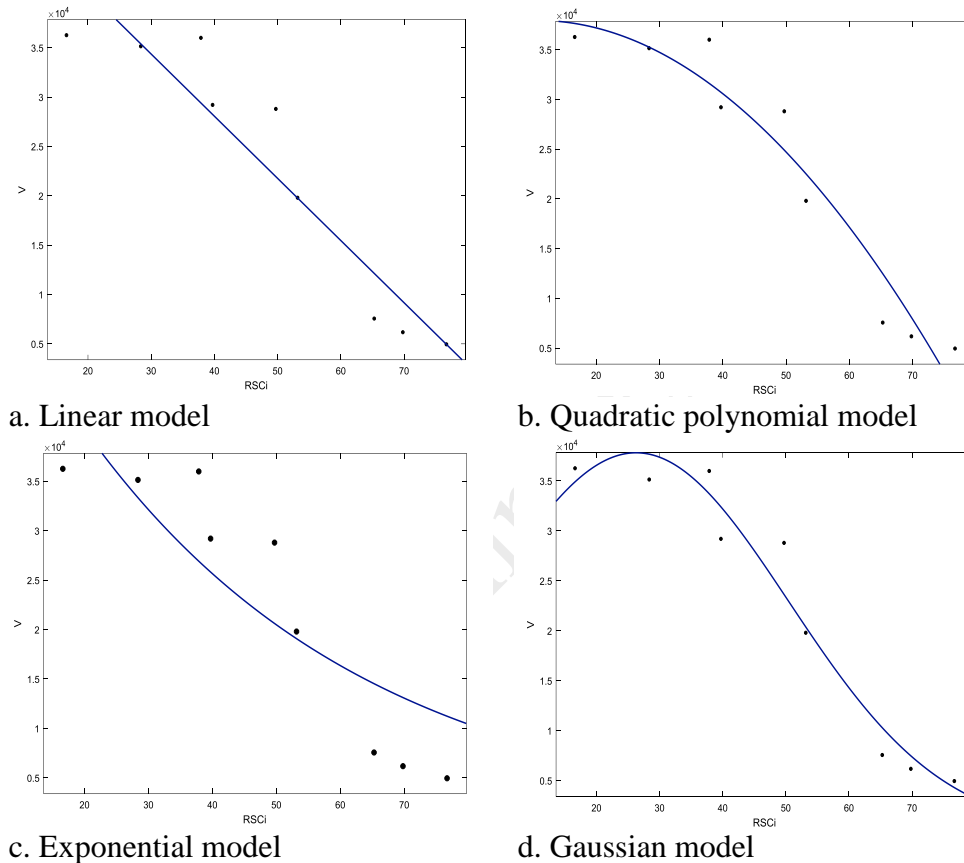 ×10⁴
3.5
3
2.5
2
1.5
1
0.5
V
20 30 40 50 60 70
RSCi
a. Linear model
×10⁴
3.5
3
2.5
2
1.5
1
0.5
V
20 30 40 50 60 70
RSCi
b. Quadratic polynomial model
×10⁴
3.5
3
2.5
2
1.5
1
0.5
V
20 30 40 50 60 70
RSCi
c. Exponential model
×10⁴
3.5
3
2.5
2
1.5
1
0.5
V
20 30 40 50 60 70
RSCi
d. Gaussian model